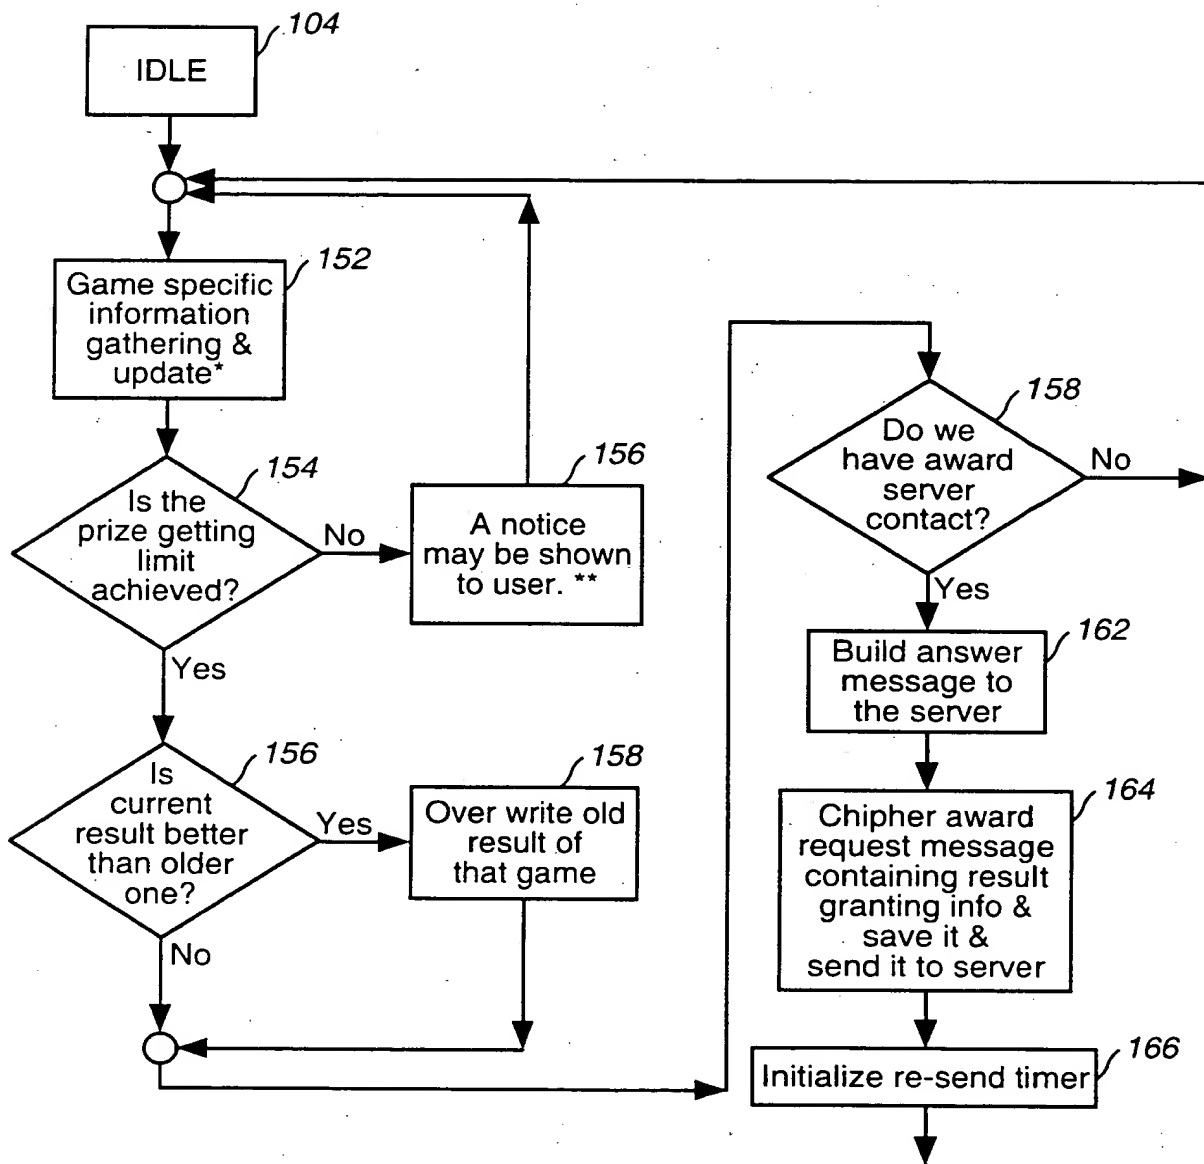 104
IDLE
152
Game specific
information
gathering &
update*
154
Is the
prize getting
limit
achieved?
No
156
A notice
may be shown
to user. **
Yes
156
Is
current
result better
than older
one?
Yes
158
Over write old
result of
that game
No
158
Do we
have award
server
contact?
No
Yes
162
Build answer
message to
the server
164
Chipher award
request message
containing result
granting info &
save it &
send it to server
166
Initialize re-send timer